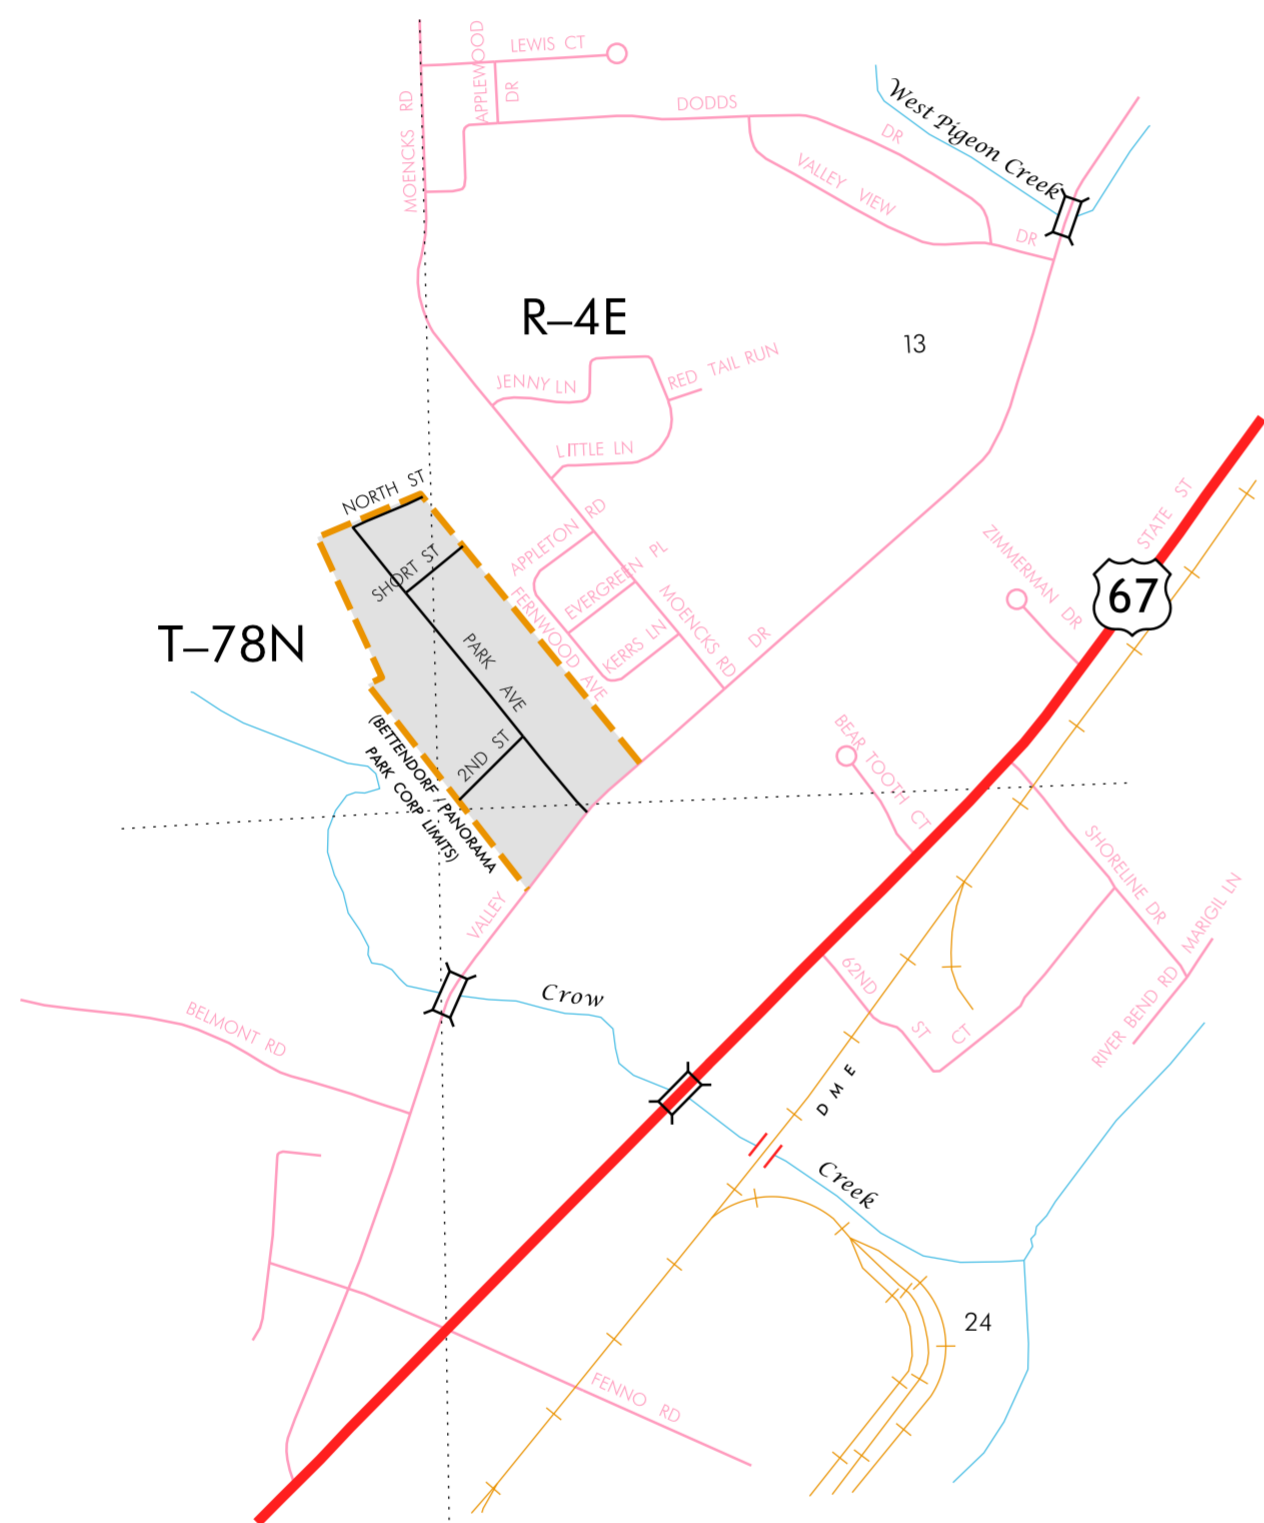 LEWIS CT
APPLEWOOD
DR
MOENCKS RD
DODDS
DR
West Pigeon Creek
VALLEY VIEW
DR
R–4E
13
JENNY LN
RED TAIL RUN
LITTLE LN
NORTH ST
STATE ST
APPLETON RD
ZIMMERMAN DR
SHORT ST
EVERGREEN PL
67
FERNWOOD AVE
MOENCKS RD
KERRS LN
DR
T–78N
PARK AVE
2ND ST
(BETTENDORF / PANORAMA
PARK CORP LIMITS)
BEAR TOOTH CT
SHORELINE DR
MARIGIL LN
VALLEY
62ND
ST CT
RIVER BEND RD
Crow
BELMONT RD
DME
Creek
24
FENNO RD